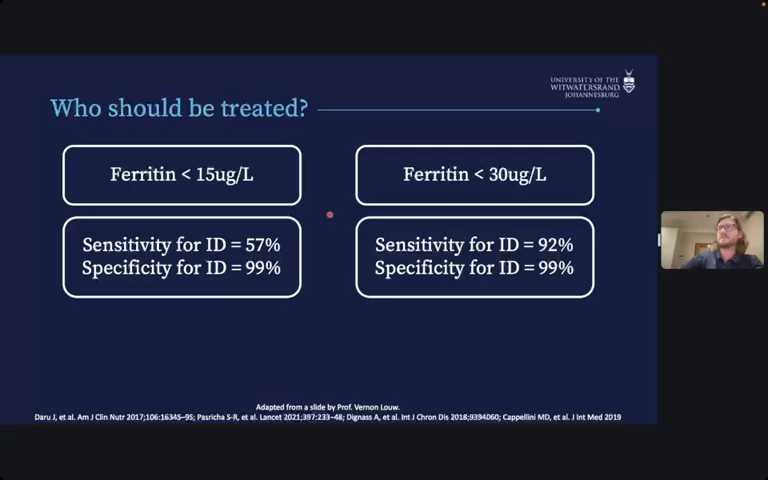 UNIVERSITY OF THE
WITWATERSRAND,
JOHANNESBURG
Who should be treated?
Ferritin < 15ug/L
Ferritin < 30ug/L
Sensitivity for ID = 57%
Specificity for ID = 99%
Sensitivity for ID = 92%
Specificity for ID = 99%
Adapted from a slide by Prof. Vernon Louw.
Daru J, et al. Am J Clin Nutr 2017;106:1634S–9S; Pasricha S-R, et al. Lancet 2021;397:233–48; Dignass A, et al. Int J Chron Dis 2018;9394060; Cappellini MD, et al. J Int Med 2019